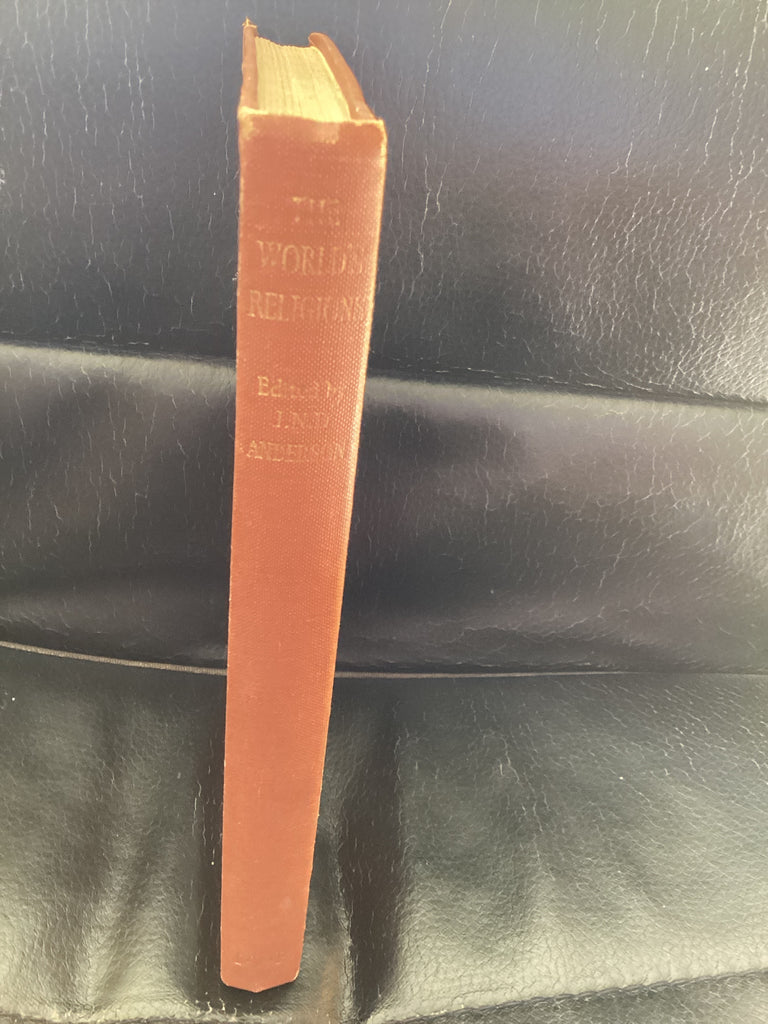 THE
WORLD'S
RELIGIONS
Edited by
J.N.D.
ANDERSON